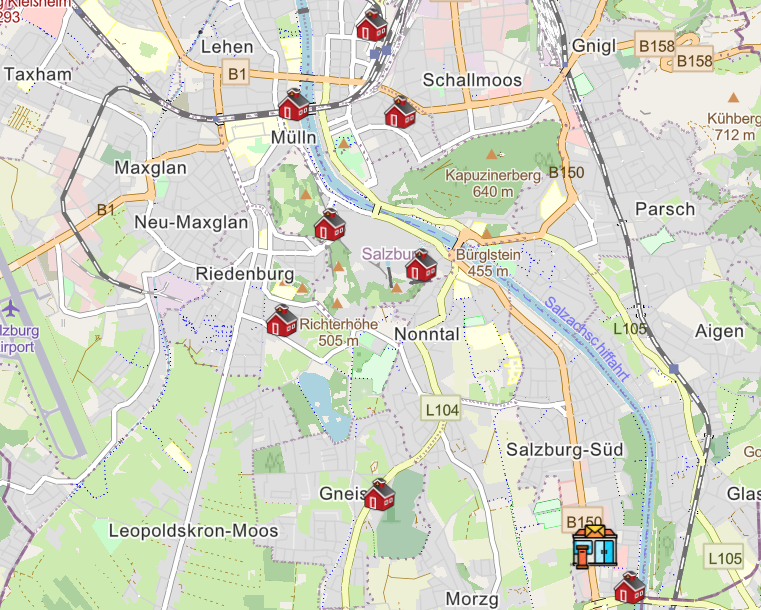 g Kleßheim
293
Lehen
Gnigl
B158
B158
Taxham
B1
Schallmoos
Kühberg
712 m
Mülln
Maxglan
Kapuzinerberg
640 m
B150
B1
Neu-Maxglan
Parsch
Salzbu
Bürglstein
455 m
Riedenburg
Salzachschiffahrt
lzburg
irport
Richterhöhe
505 m
Nonntal
L105
Aigen
L104
Salzburg-Süd
Gneis
Glas
B150
Leopoldskron-Moos
L105
Morzg